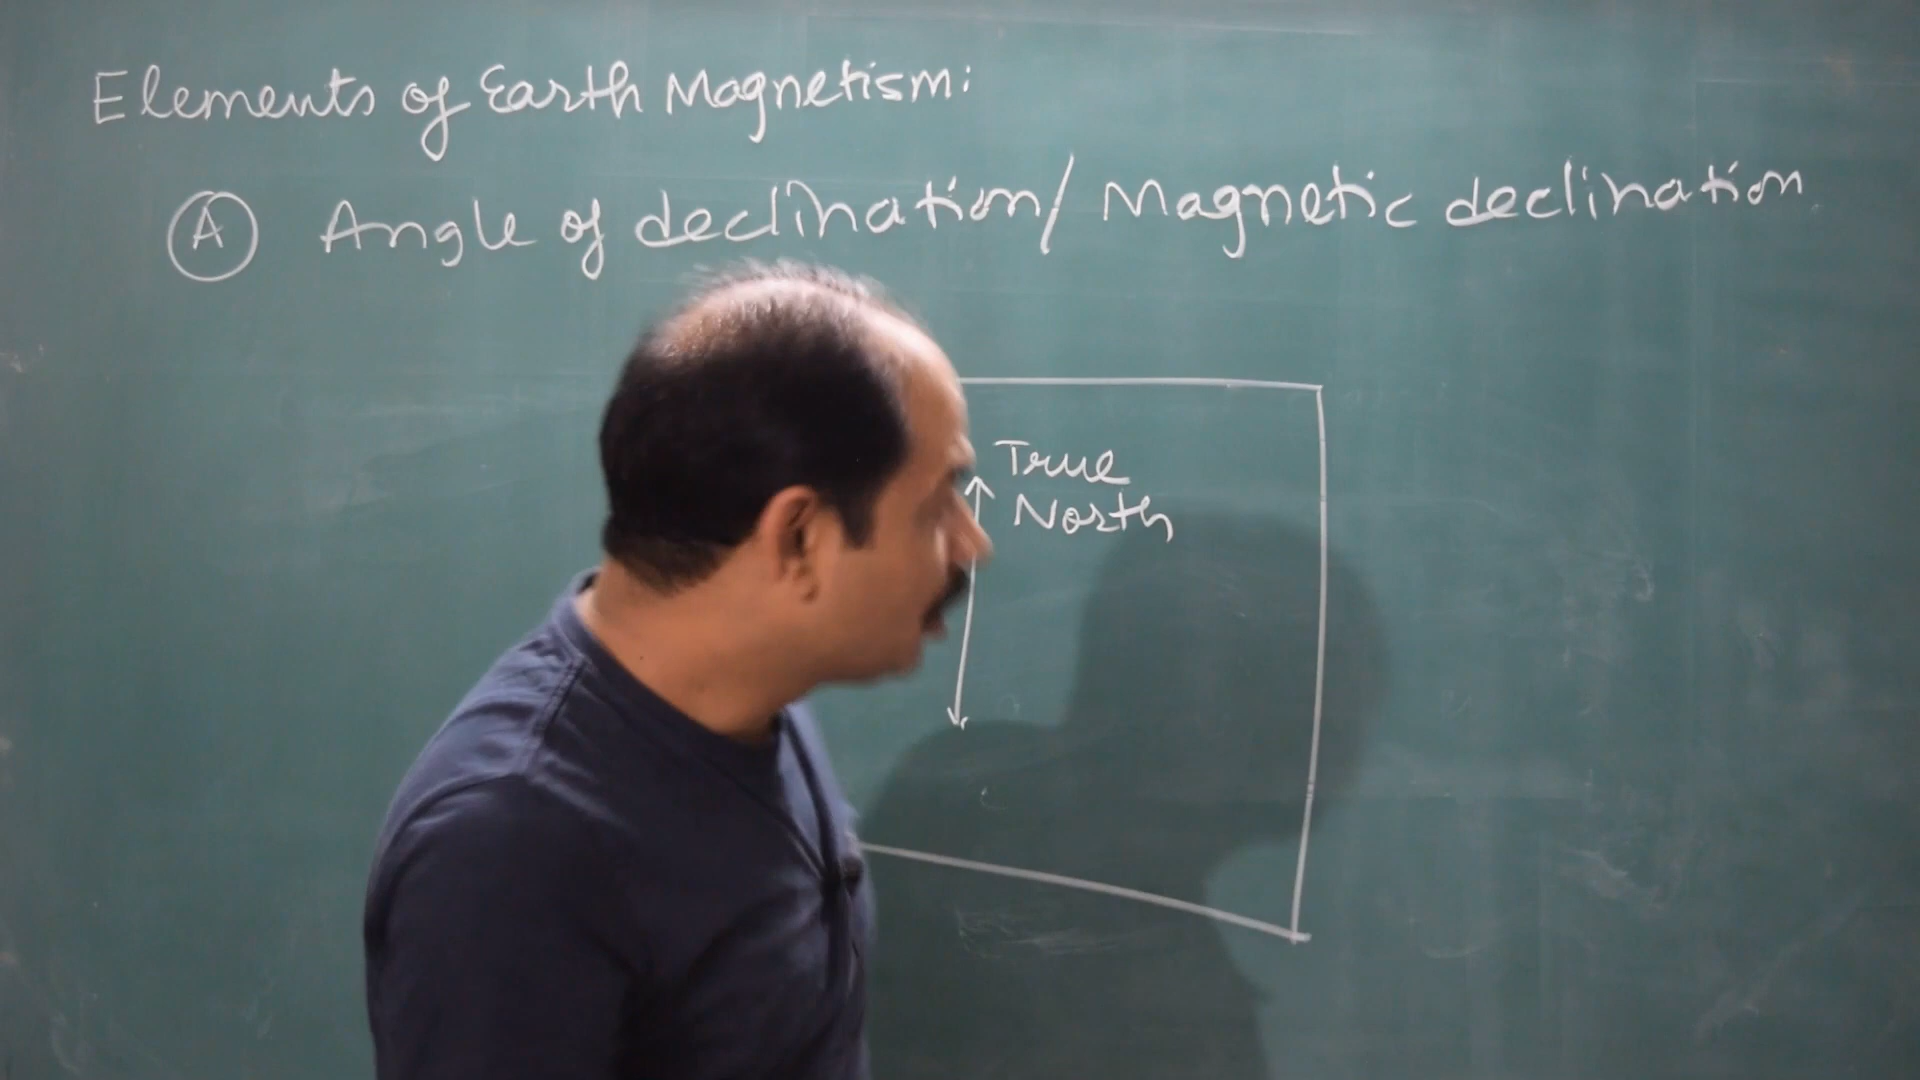 Elements of Earth Magnetism:
A Angle of declination/ Magnetic declination
True
North